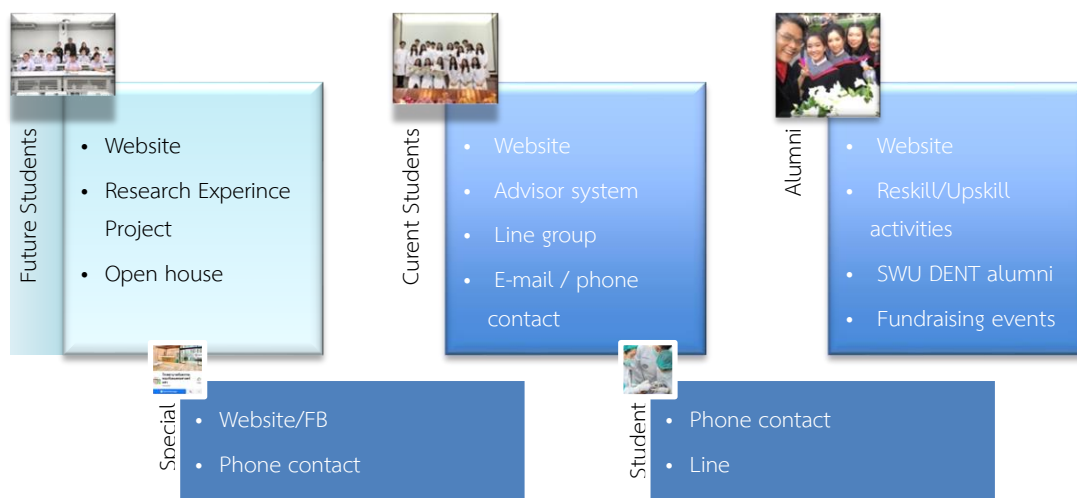 Future Students
• Website
• Research Experince
Project
• Open house
Curent Students
• Website
• Advisor system
• Line group
• E-mail / phone
contact
Alumni
• Website
• Reskill/Upskill
activities
• SWU DENT alumni
• Fundraising events
Special
• Website/FB
• Phone contact
Student
• Phone contact
• Line